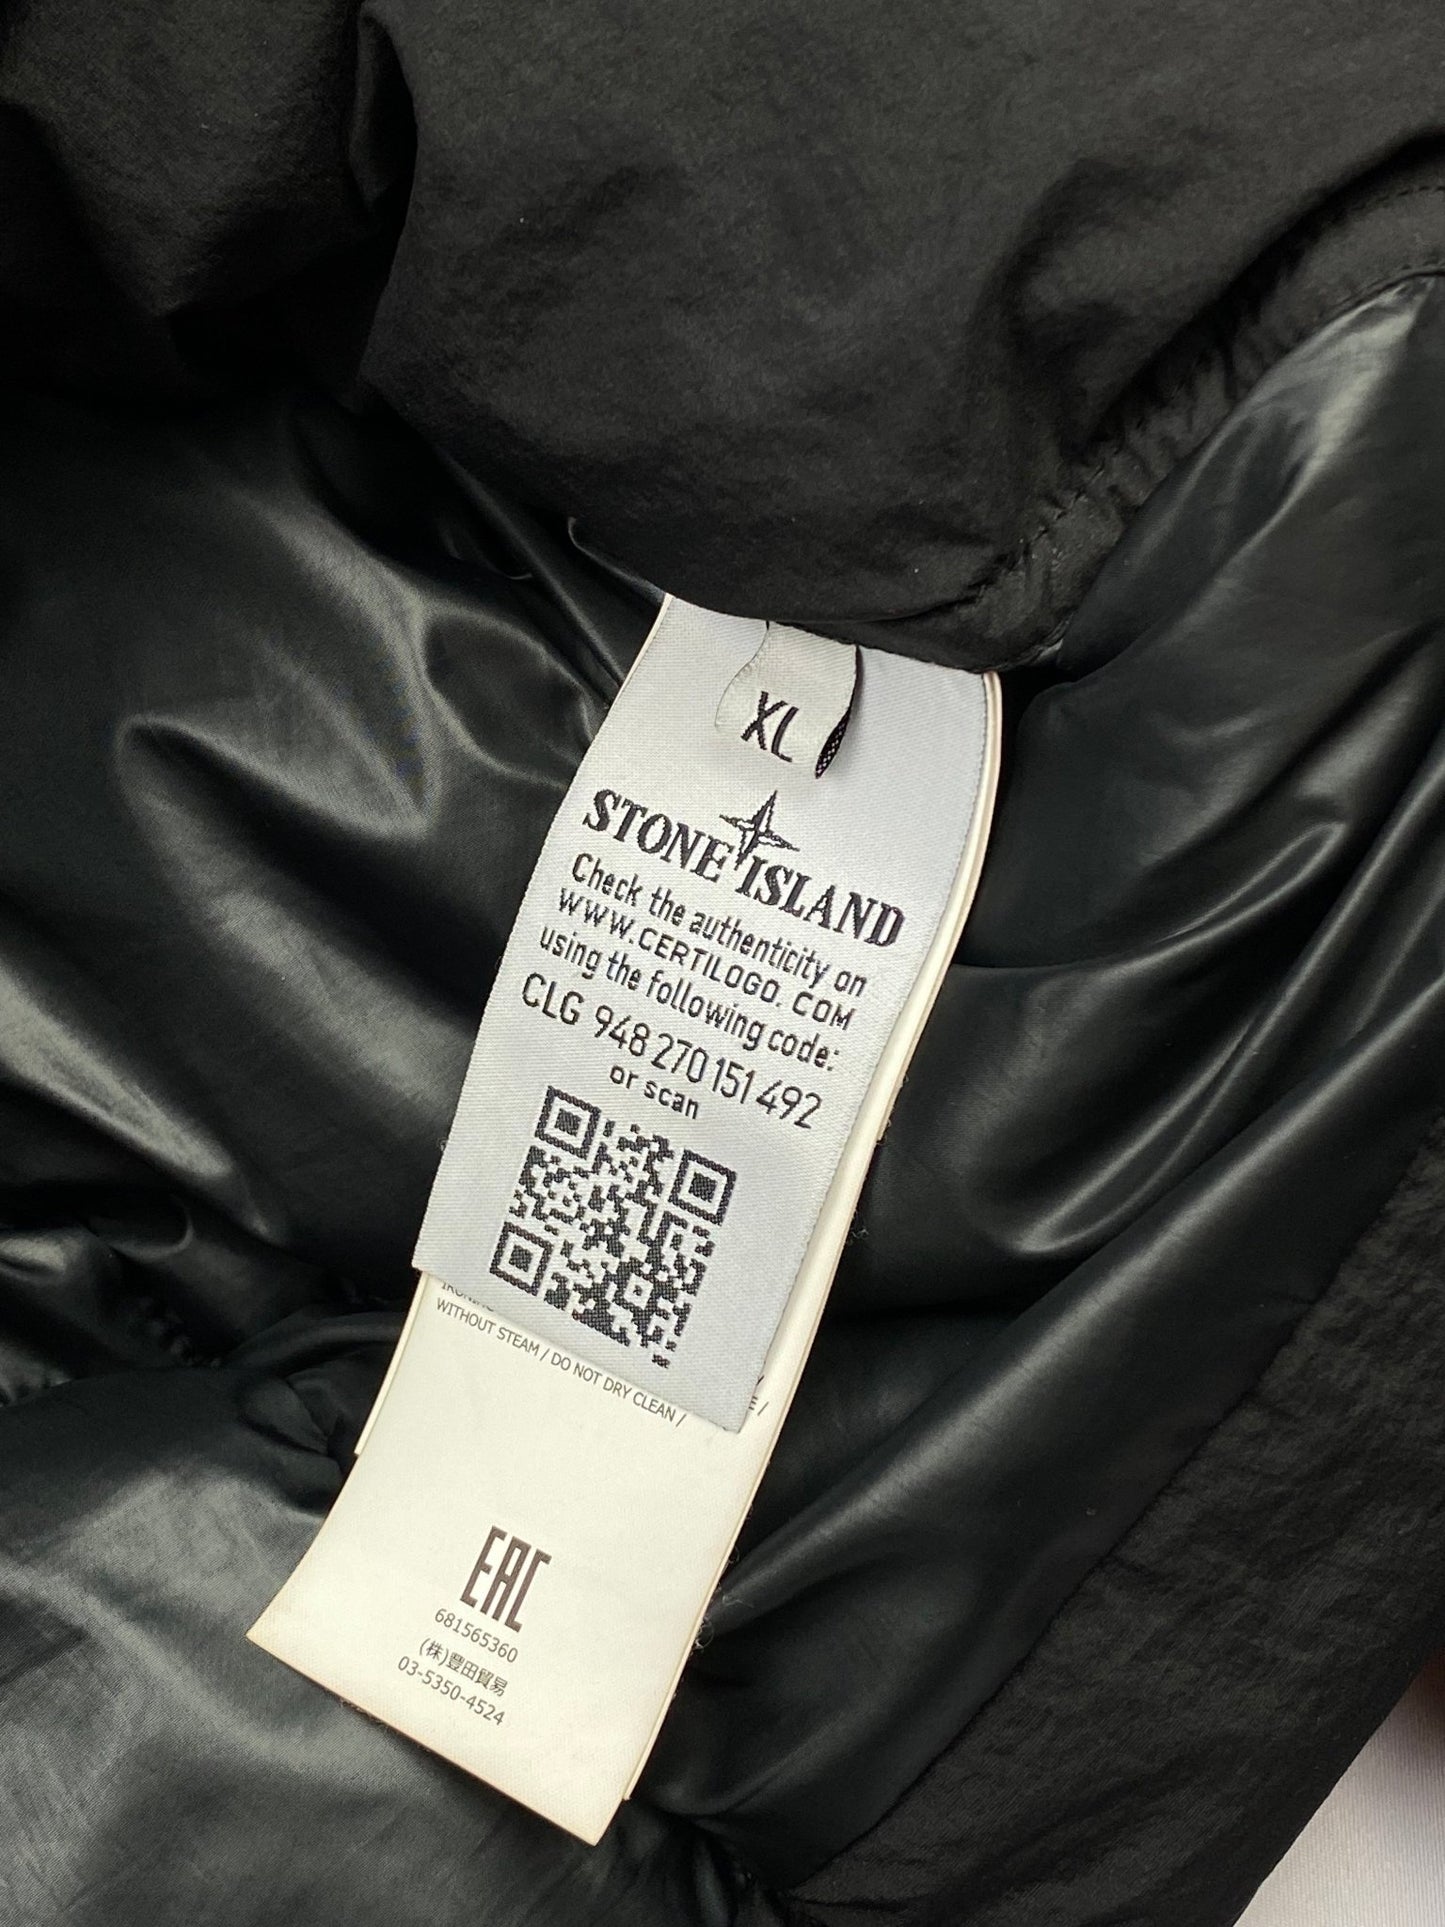 XL
STONE ISLAND
Check the authenticity on
WWW.CERTILOGO.COM
using the following code:
CLG 948 270 151 492
or scan
WITHOUT STEAM / DO NOT DRY CLEAN /
EAC
681565360
(株)豊田貿易
03-5350-4524